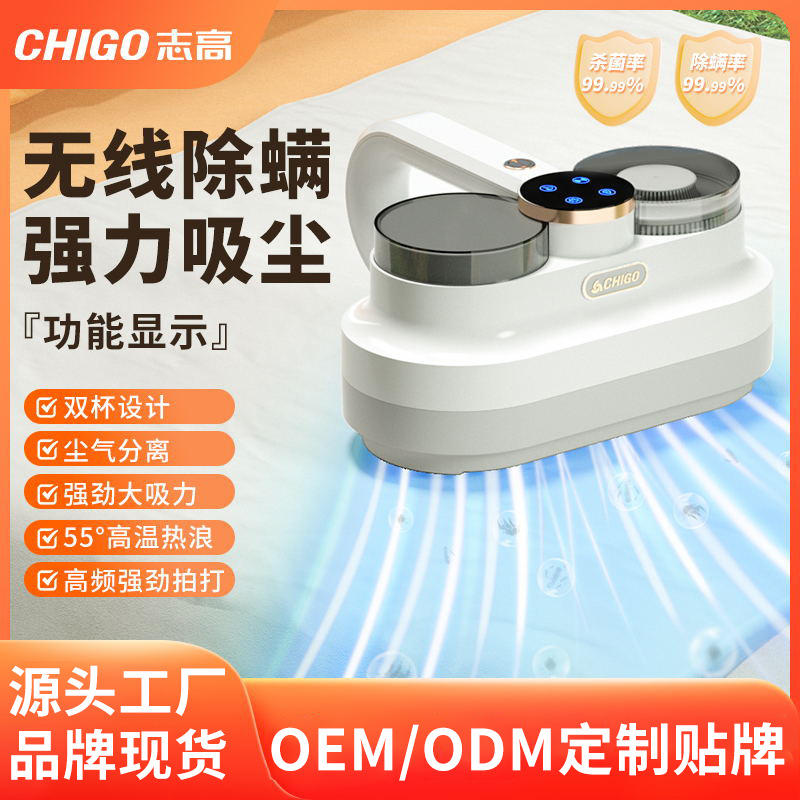 CHIGO 志高
杀菌率
99.99%
除螨率
99.99%
无线除螨
强力吸尘
『功能显示』
CHIGO
双杯设计
尘气分离
强劲大吸力
55°高温热浪
高频强劲拍打
源头工厂
品牌现货
OEM/ODM定制贴牌